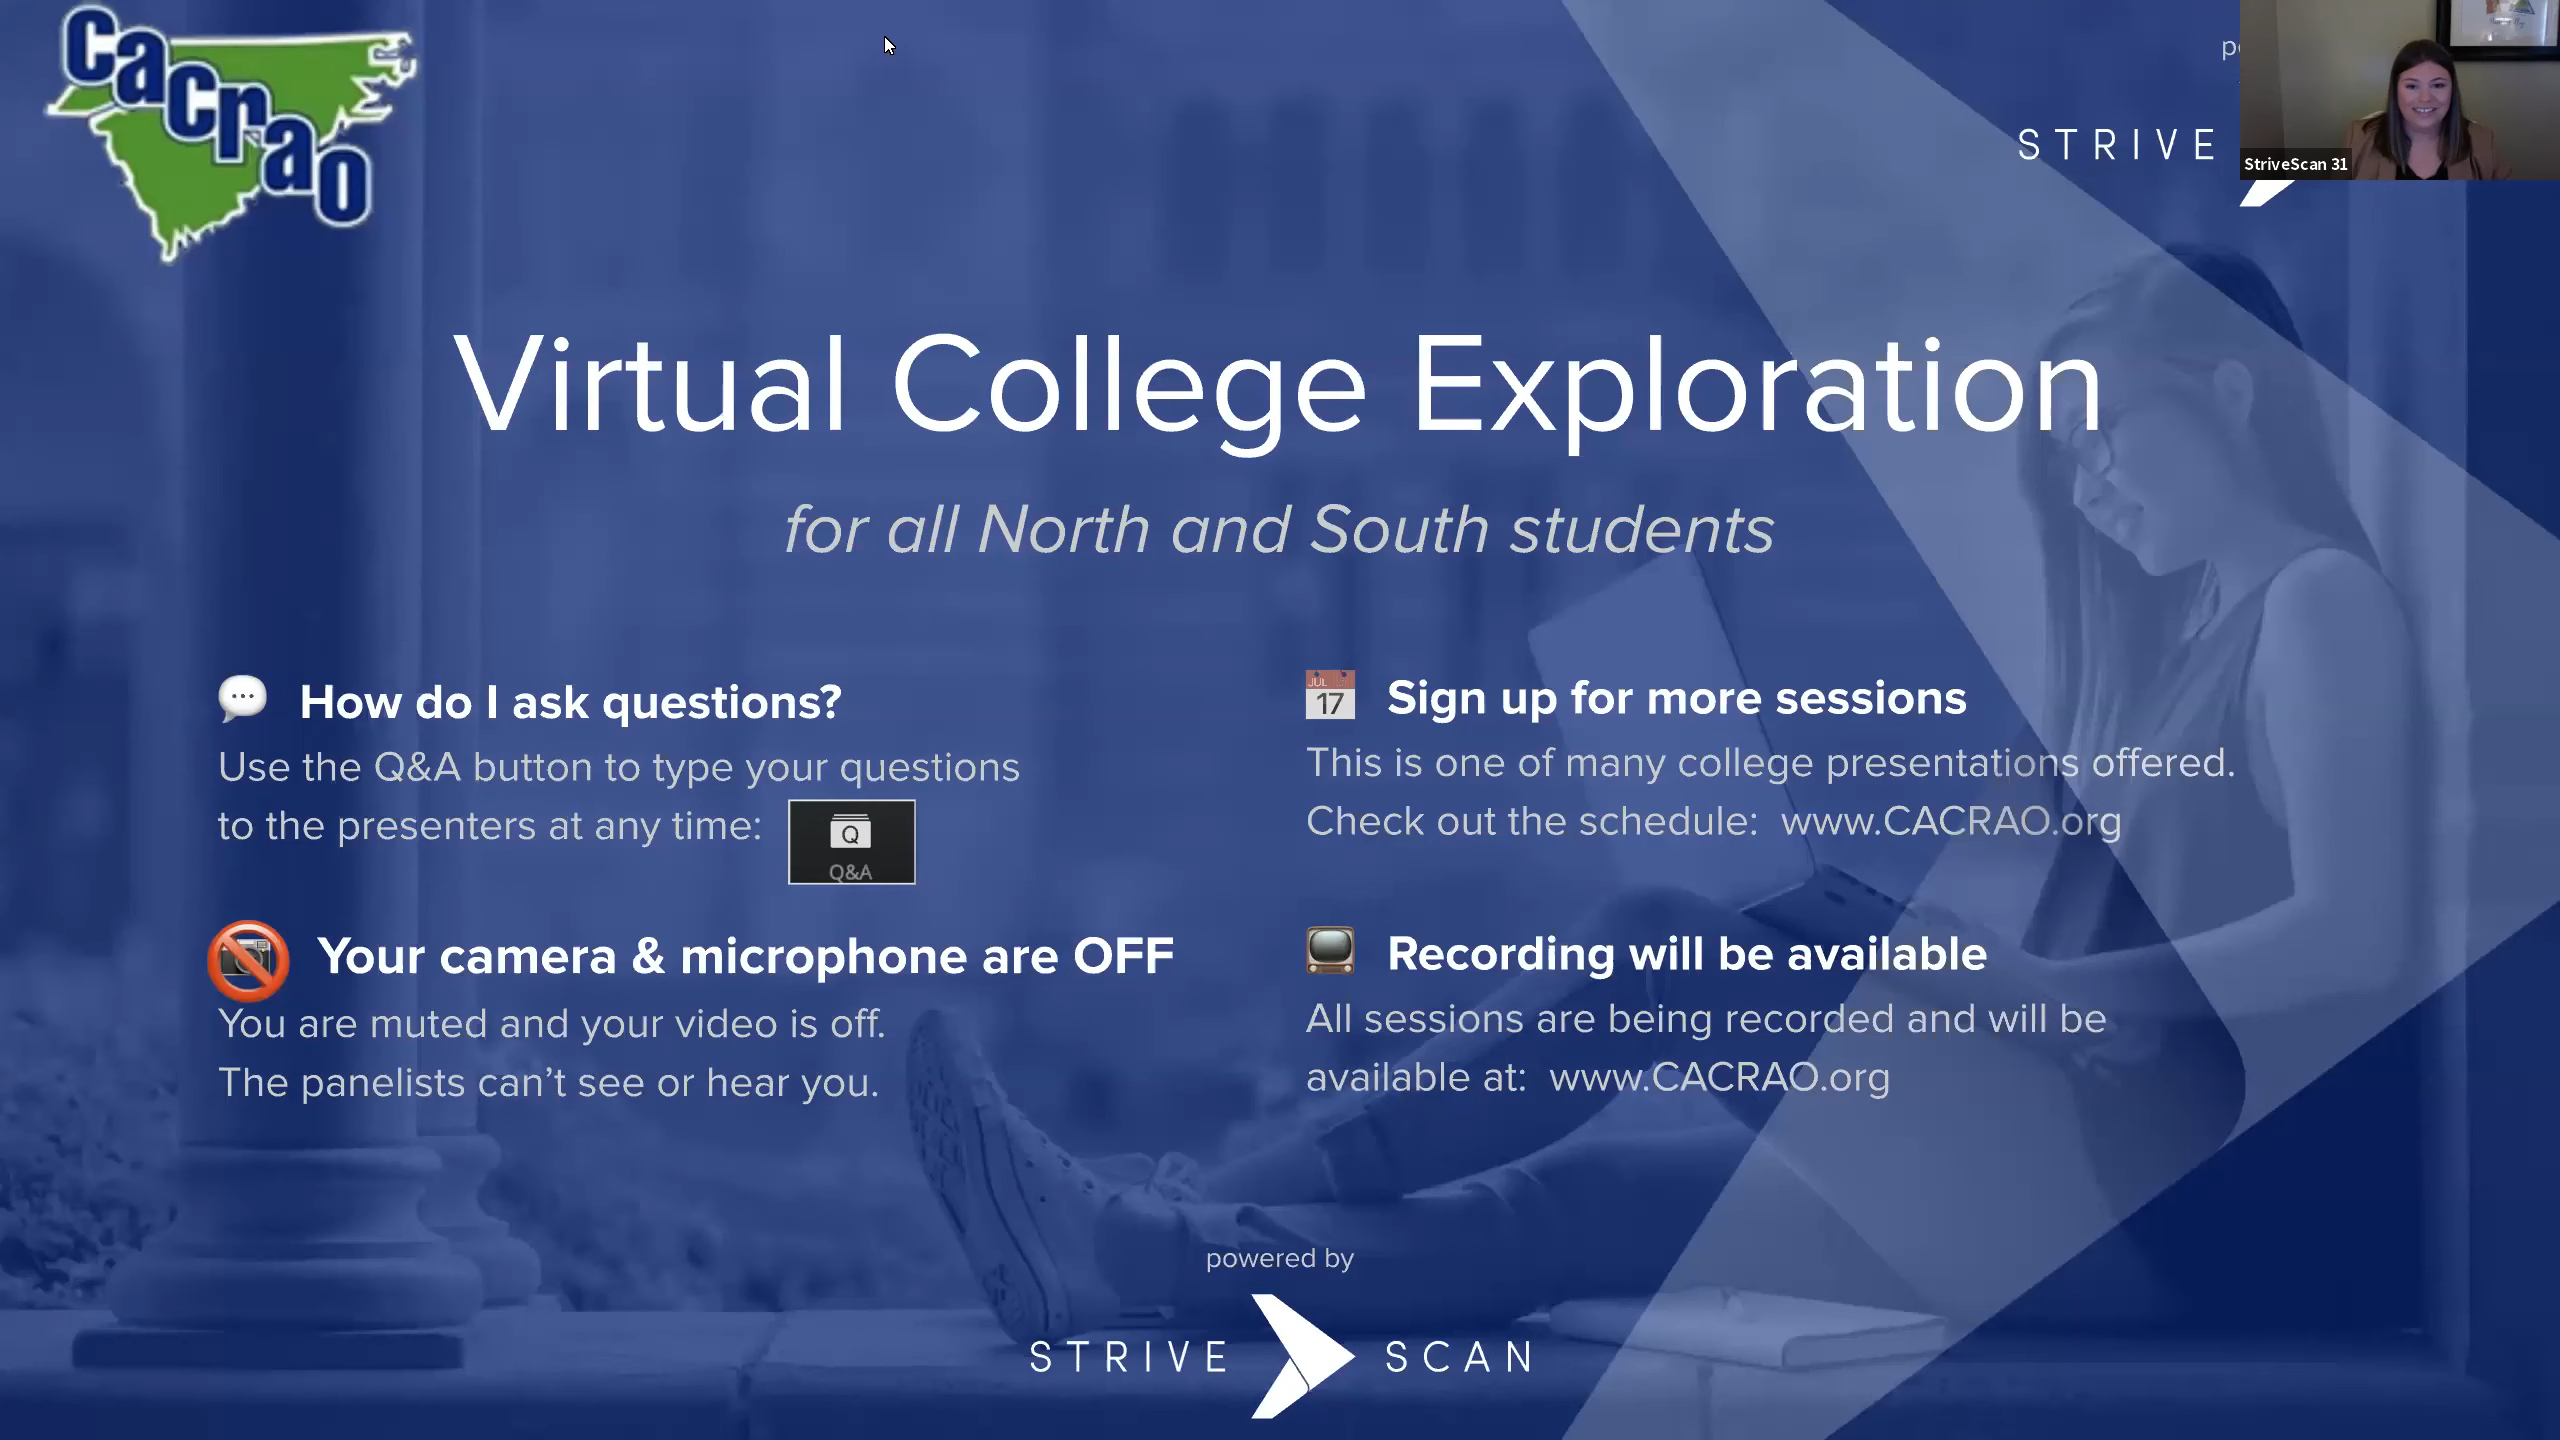 CaCraO
STRIVE
StriveScan 31
Virtual College Exploration
for all North and South students
How do I ask questions?
Use the Q&A button to type your questions
to the presenters at any time:
Q
Q&A
Your camera & microphone are OFF
You are muted and your video is off.
The panelists can’t see or hear you.
JUL
17
Sign up for more sessions
This is one of many college presentations offered.
Check out the schedule: www.CACRAO.org
Recording will be available
All sessions are being recorded and will be
available at: www.CACRAO.org
powered by
STRIVE SCAN